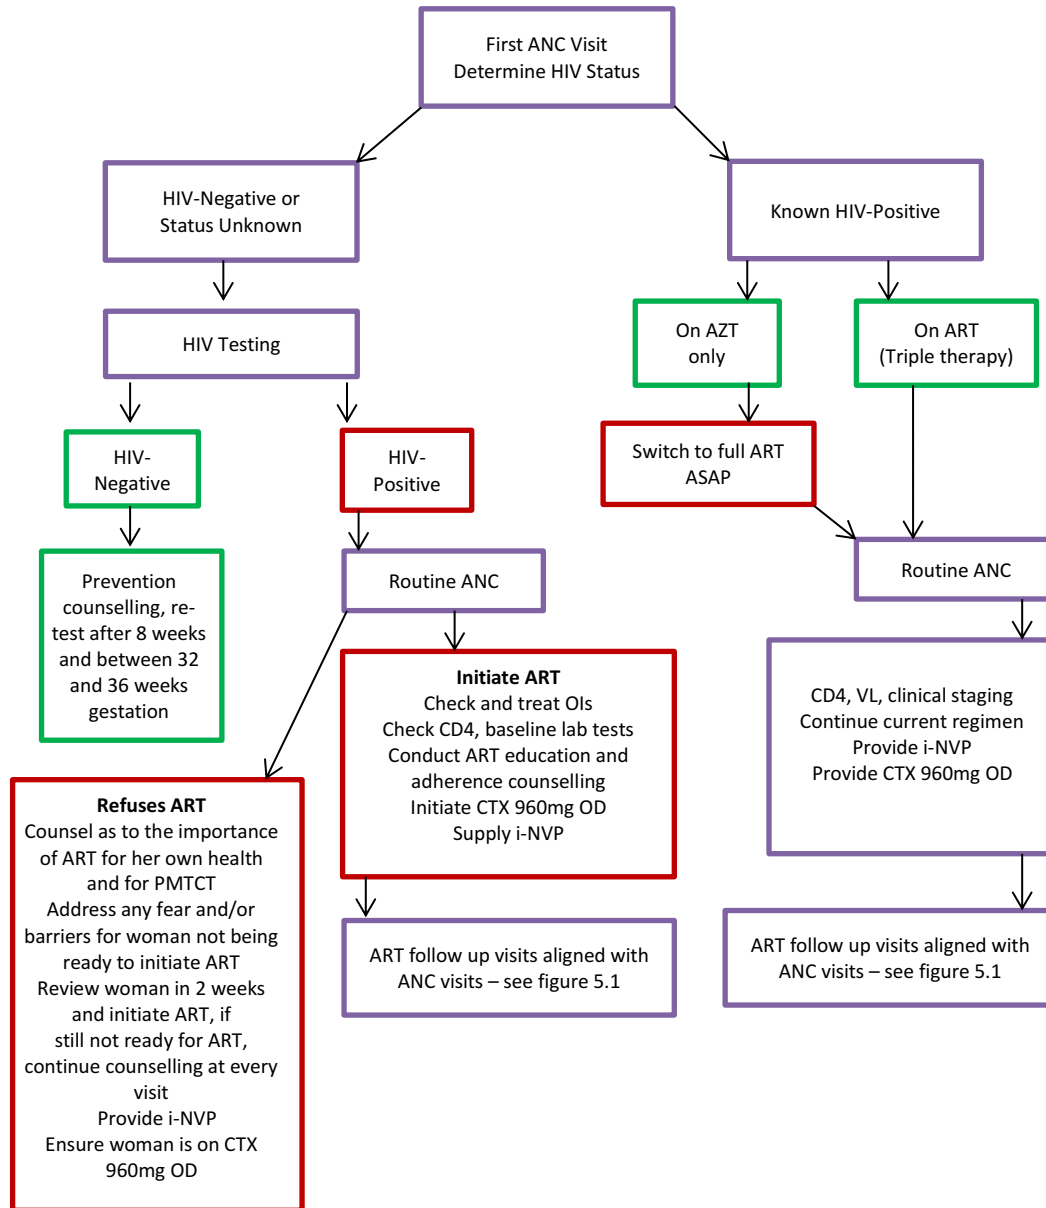 First ANC Visit
Determine HIV Status
HIV-Negative or
Status Unknown
Known HIV-Positive
HIV Testing
On AZT
only
On ART
(Triple therapy)
HIV-
Negative
HIV-
Positive
Switch to full ART
ASAP
Prevention
counselling, re-
test after 8 weeks
and between 32
and 36 weeks
gestation
Routine ANC
Routine ANC
Initiate ART
Check and treat OIs
Check CD4, baseline lab tests
Conduct ART education and
adherence counselling
Initiate CTX 960mg OD
Supply i-NVP
CD4, VL, clinical staging
Continue current regimen
Provide i-NVP
Provide CTX 960mg OD
Refuses ART
Counsel as to the importance
of ART for her own health
and for PMTCT
Address any fear and/or
barriers for woman not being
ready to initiate ART
Review woman in 2 weeks
and initiate ART, if
still not ready for ART,
continue counselling at every
visit
Provide i-NVP
Ensure woman is on CTX
960mg OD
ART follow up visits aligned with
ANC visits – see figure 5.1
ART follow up visits aligned with
ANC visits – see figure 5.1